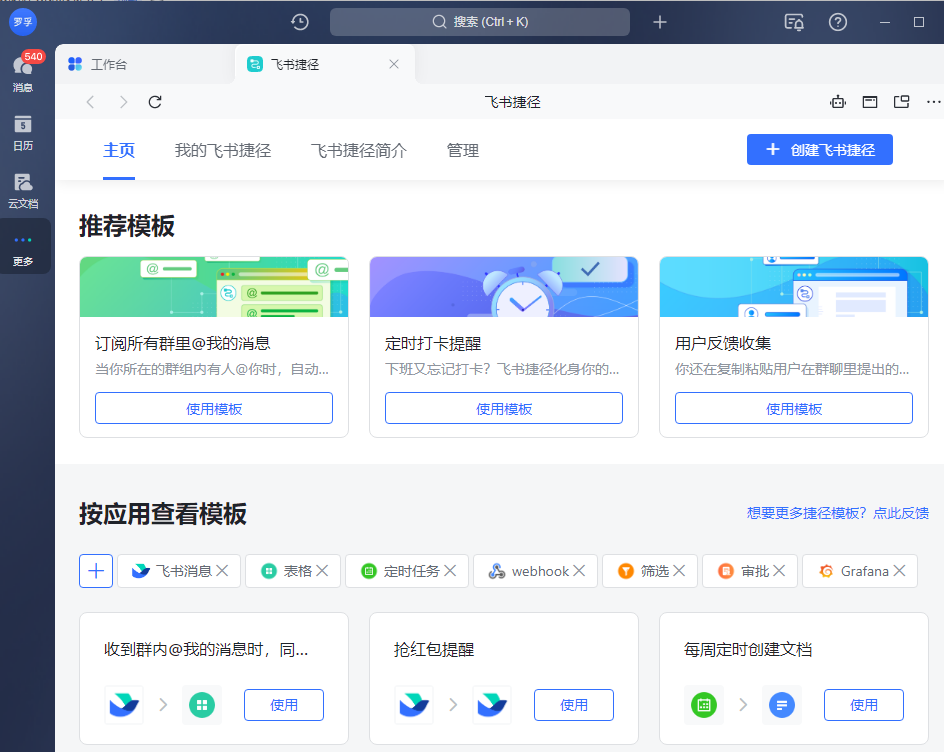 罗孚
搜索 (Ctrl + K)
540
消息
5
日历
云文档
更多
工作台
飞书捷径
飞书捷径
主页
我的飞书捷径
飞书捷径简介
管理
创建飞书捷径
推荐模板
@
@
@
@
订阅所有群里@我的消息
当你所在的群组内有人@你时，自动...
使用模板
定时打卡提醒
下班又忘记打卡？飞书捷径化身你的...
使用模板
用户反馈收集
你还在复制粘贴用户在群聊里提出的...
使用模板
按应用查看模板
想要更多捷径模板？点此反馈
飞书消息
表格
定时任务
webhook
筛选
审批
Grafana
收到群内@我的消息时，同...
使用
抢红包提醒
使用
每周定时创建文档
使用